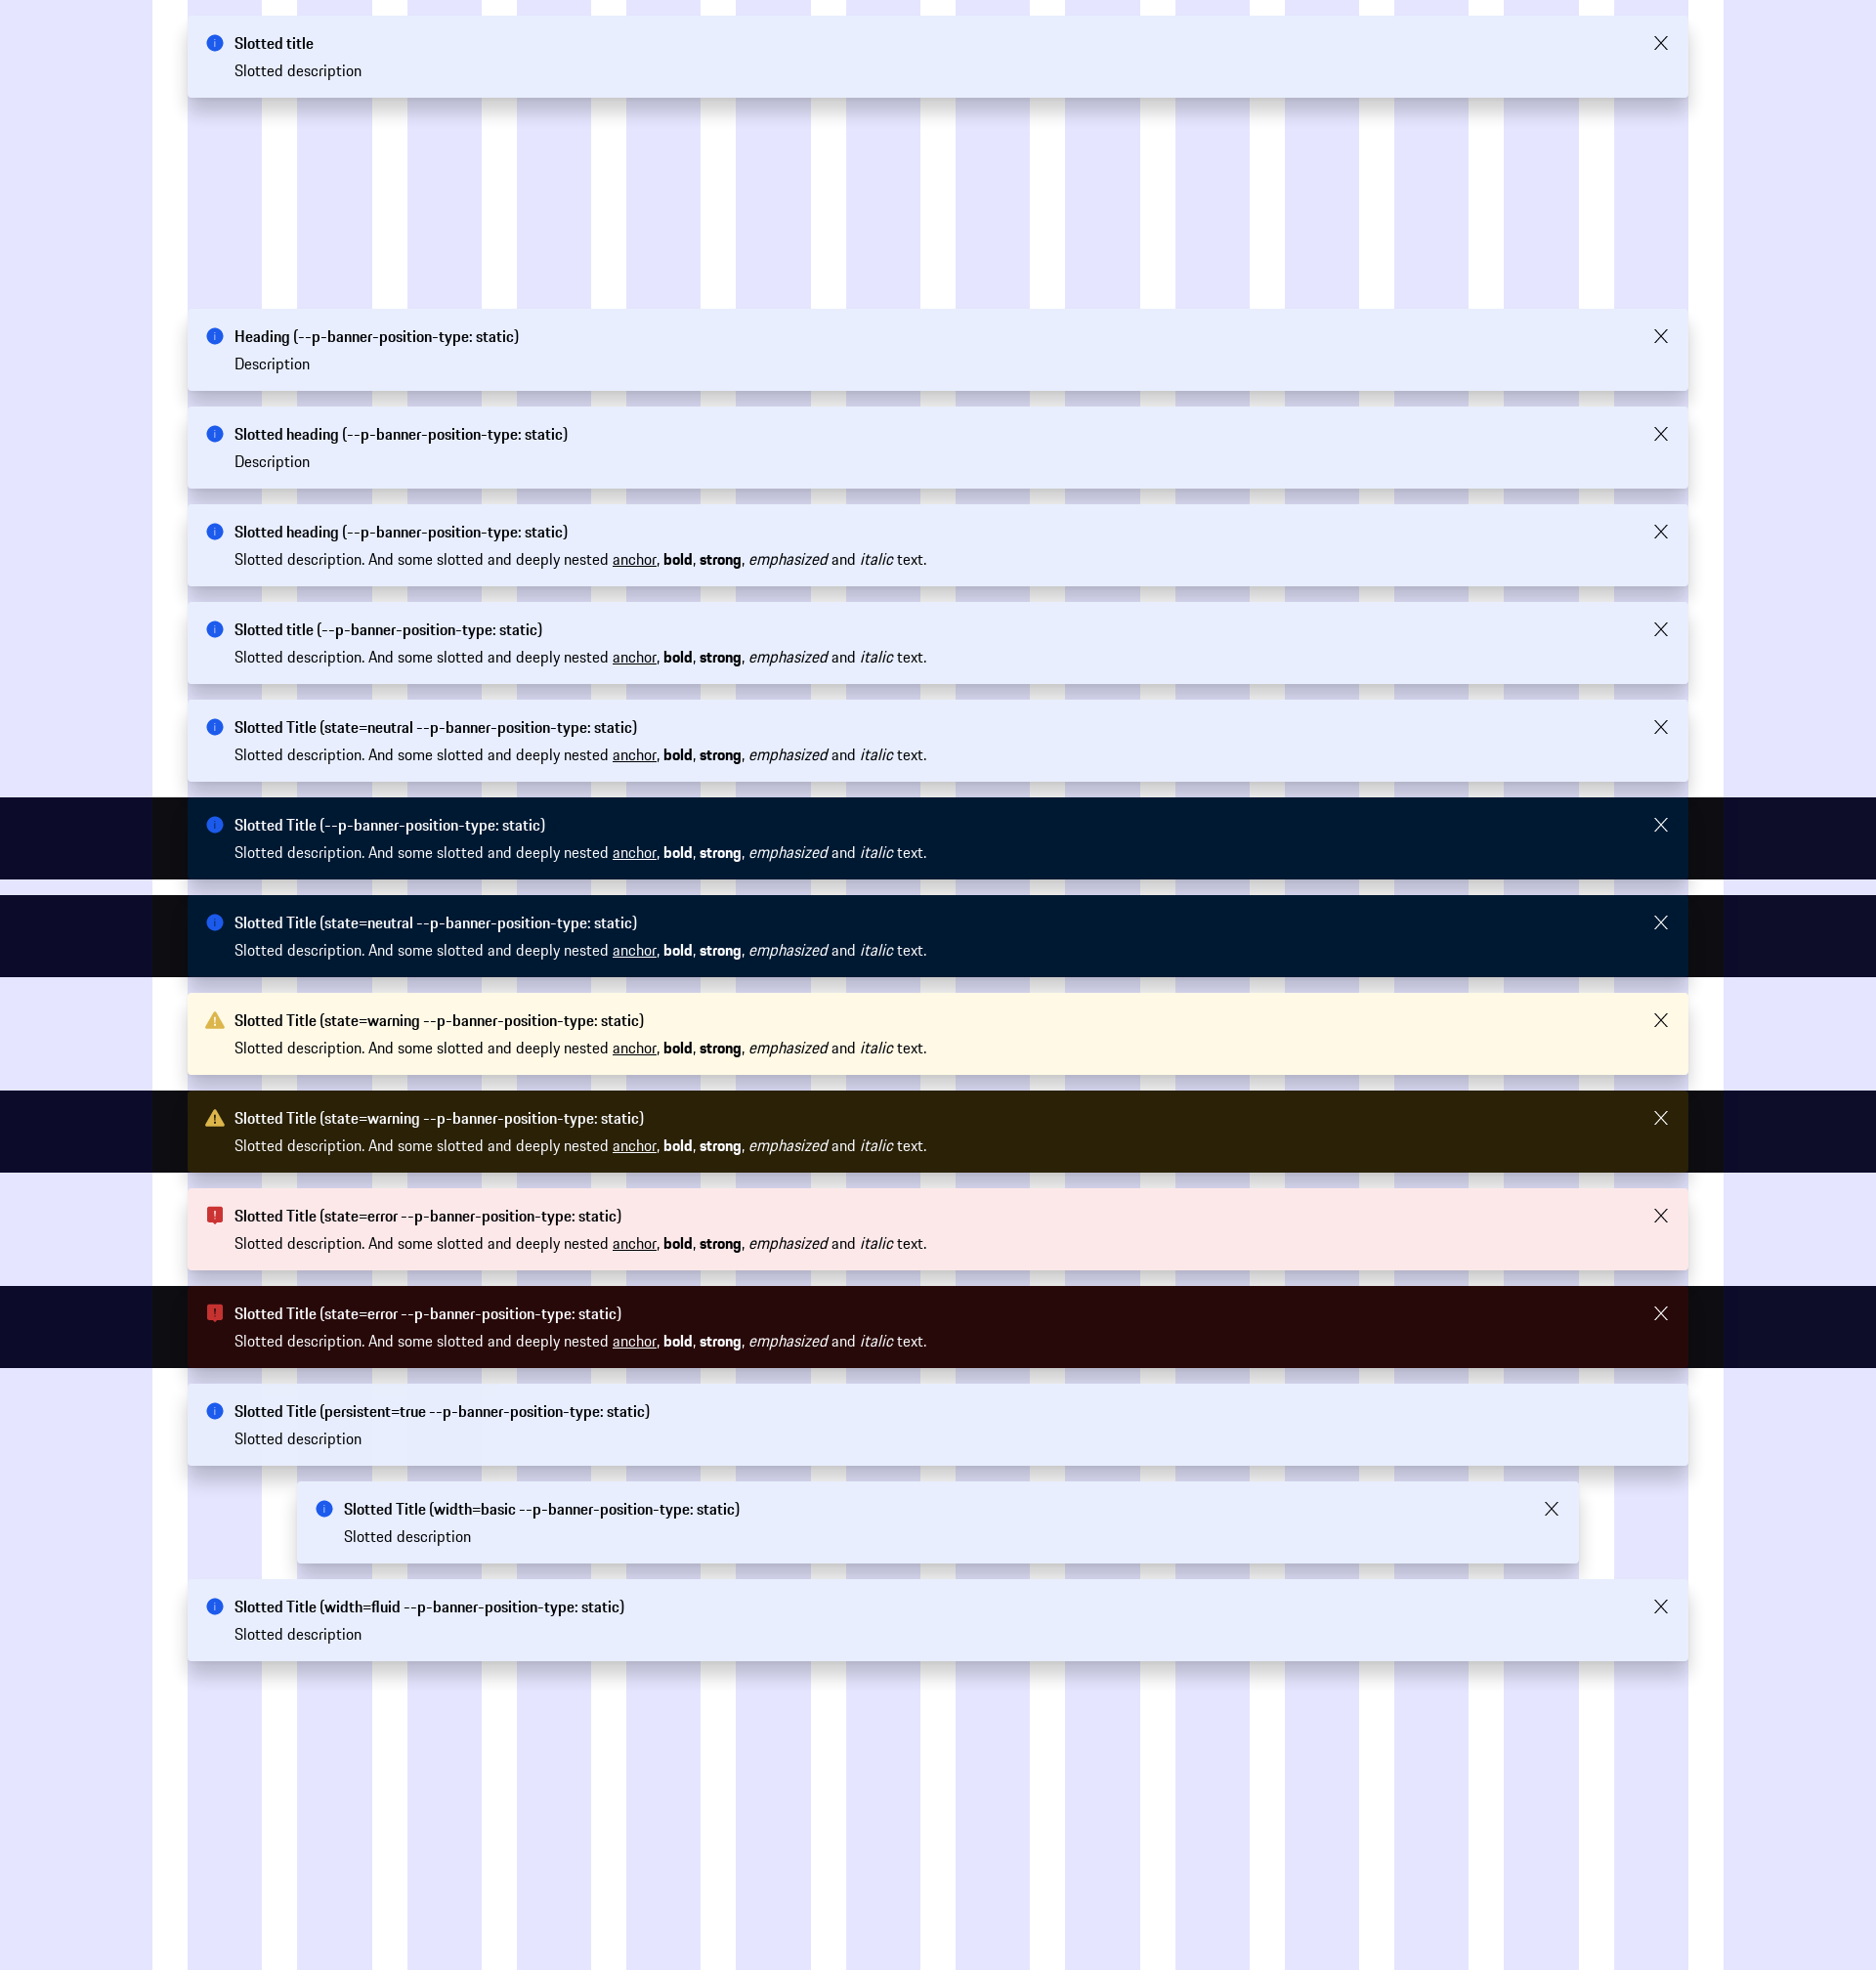 Slotted title
Slotted description
Heading (--p-banner-position-type: static)
Description
Slotted heading (--p-banner-position-type: static)
Description
Slotted heading (--p-banner-position-type: static)
Slotted description. And some slotted and deeply nested anchor, bold, strong, emphasized and italic text.
Slotted title (--p-banner-position-type: static)
Slotted description. And some slotted and deeply nested anchor, bold, strong, emphasized and italic text.
Slotted Title (state=neutral --p-banner-position-type: static)
Slotted description. And some slotted and deeply nested anchor, bold, strong, emphasized and italic text.
Slotted Title (--p-banner-position-type: static)
Slotted description. And some slotted and deeply nested anchor, bold, strong, emphasized and italic text.
Slotted Title (state=neutral --p-banner-position-type: static)
Slotted description. And some slotted and deeply nested anchor, bold, strong, emphasized and italic text.
Slotted Title (state=warning --p-banner-position-type: static)
Slotted description. And some slotted and deeply nested anchor, bold, strong, emphasized and italic text.
Slotted Title (state=warning --p-banner-position-type: static)
Slotted description. And some slotted and deeply nested anchor, bold, strong, emphasized and italic text.
Slotted Title (state=error --p-banner-position-type: static)
Slotted description. And some slotted and deeply nested anchor, bold, strong, emphasized and italic text.
Slotted Title (state=error --p-banner-position-type: static)
Slotted description. And some slotted and deeply nested anchor, bold, strong, emphasized and italic text.
Slotted Title (persistent=true --p-banner-position-type: static)
Slotted description
Slotted Title (width=basic --p-banner-position-type: static)
Slotted description
Slotted Title (width=fluid --p-banner-position-type: static)
Slotted description